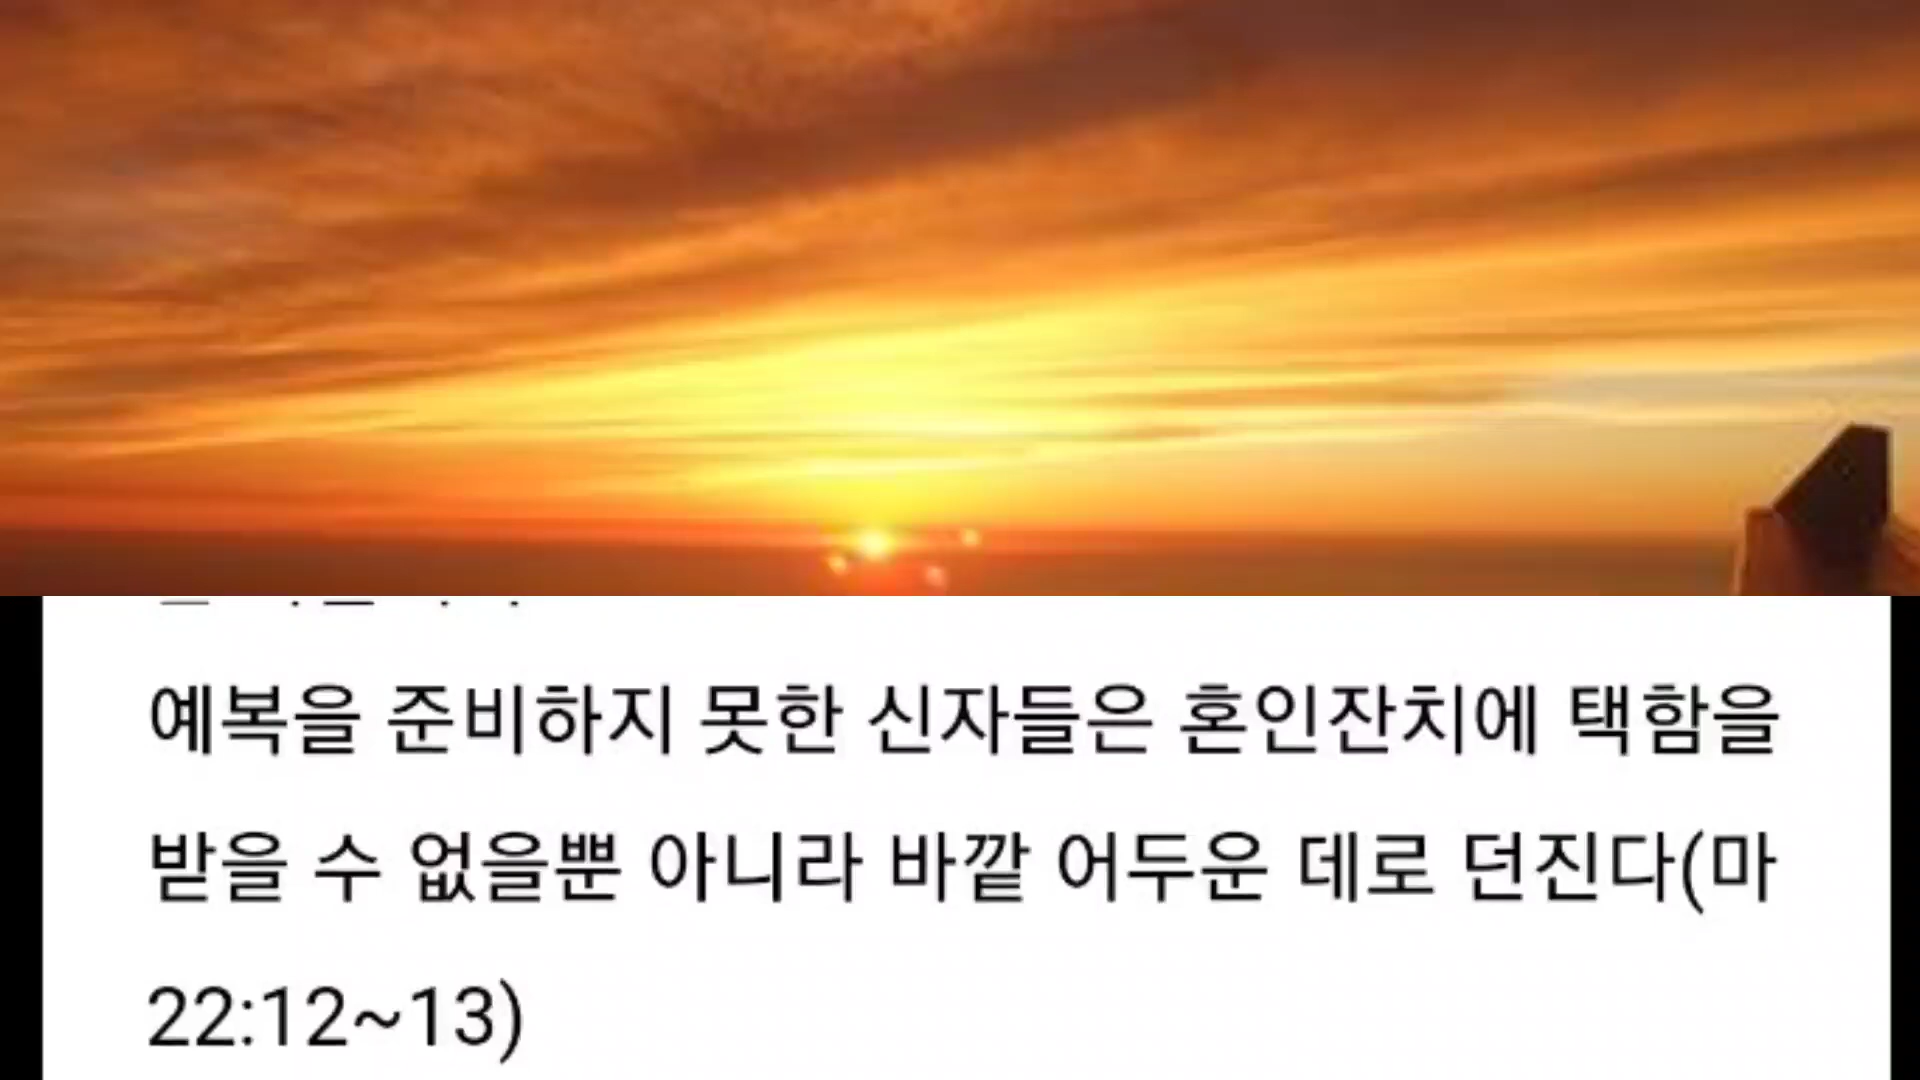 예복을 준비하지 못한 신자들은 혼인잔치에 택함을
받을 수 없을뿐 아니라 바깥 어두운 데로 던진다(마
22:12~13)